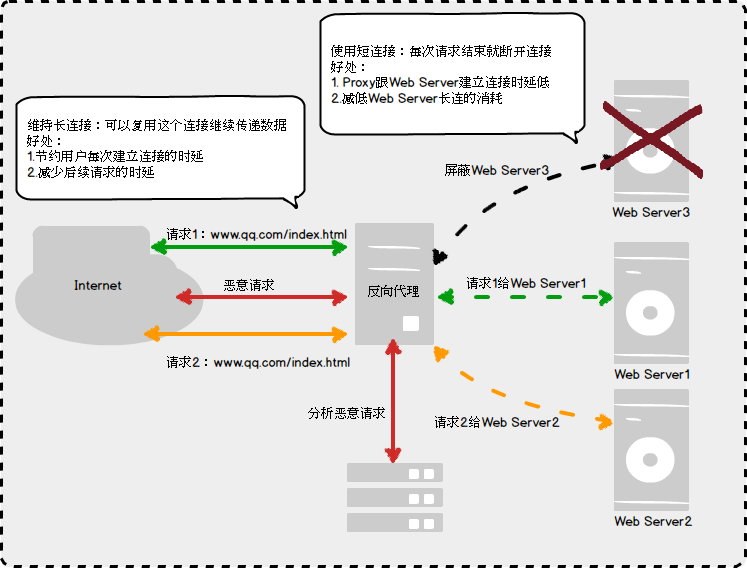 使用短连接：每次请求结束就断开连接
好处：
1. Proxy跟Web Server建立连接时延低
2.减低Web Server长连的消耗
维持长连接：可以复用这个连接继续传递数据
好处：
1.节约用户每次建立连接的时延
2.减少后续请求的时延
屏蔽Web Server3
Web Server3
请求1：www.qq.com/index.html
Internet
恶意请求
反向代理
请求1给Web Server1
请求2：www.qq.com/index.html
Web Server1
分析恶意请求
请求2给Web Server2
Web Server2